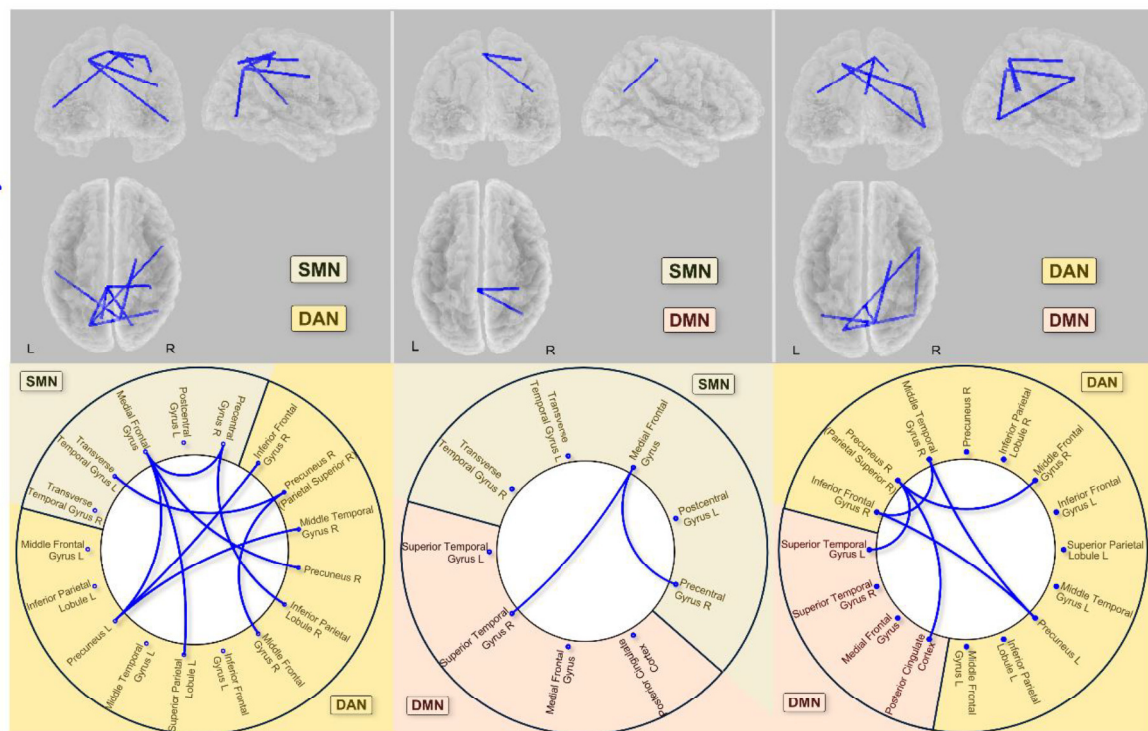 SMN
DAN
L
R
SMN
DMN
L
R
DAN
DMN
L
R
SMN
Transverse
Temporal Gyrus R
Transverse
Temporal Gyrus L
Medial Frontal
Gyrus
Postcentral
Gyrus L
Precentral
Gyrus R
Inferior Frontal
Gyrus R
Precuneus R
(Parietal Superior R)
Middle Temporal
Gyrus R
Precuneus R
Inferior Parietal
Lobule R
Middle Frontal
Gyrus R
Inferior Frontal
Gyrus L
Superior Parietal
Lobule L
Middle Temporal
Gyrus L
Precuneus L
Inferior Parietal
Lobule L
Middle Frontal
Gyrus L
DAN
SMN
Transverse
Temporal Gyrus R
Transverse
Temporal Gyrus L
Medial Frontal
Gyrus
Postcentral
Gyrus L
Precentral
Gyrus R
Posterior Cingulate
Cortex
Medial Frontal
Gyrus
Superior Temporal
Gyrus R
Superior Temporal
Gyrus L
DMN
DAN
Inferior Frontal
Gyrus R
Precuneus R
(Parietal Superior R)
Middle Temporal
Gyrus R
Precuneus R
Inferior Parietal
Lobule R
Middle Frontal
Gyrus R
Inferior Frontal
Gyrus L
Superior Parietal
Lobule L
Middle Temporal
Gyrus L
Precuneus L
Inferior Parietal
Lobule L
Middle Frontal
Gyrus L
Posterior Cingulate
Cortex
Medial Frontal
Gyrus
Superior Temporal
Gyrus R
Superior Temporal
Gyrus L
DMN